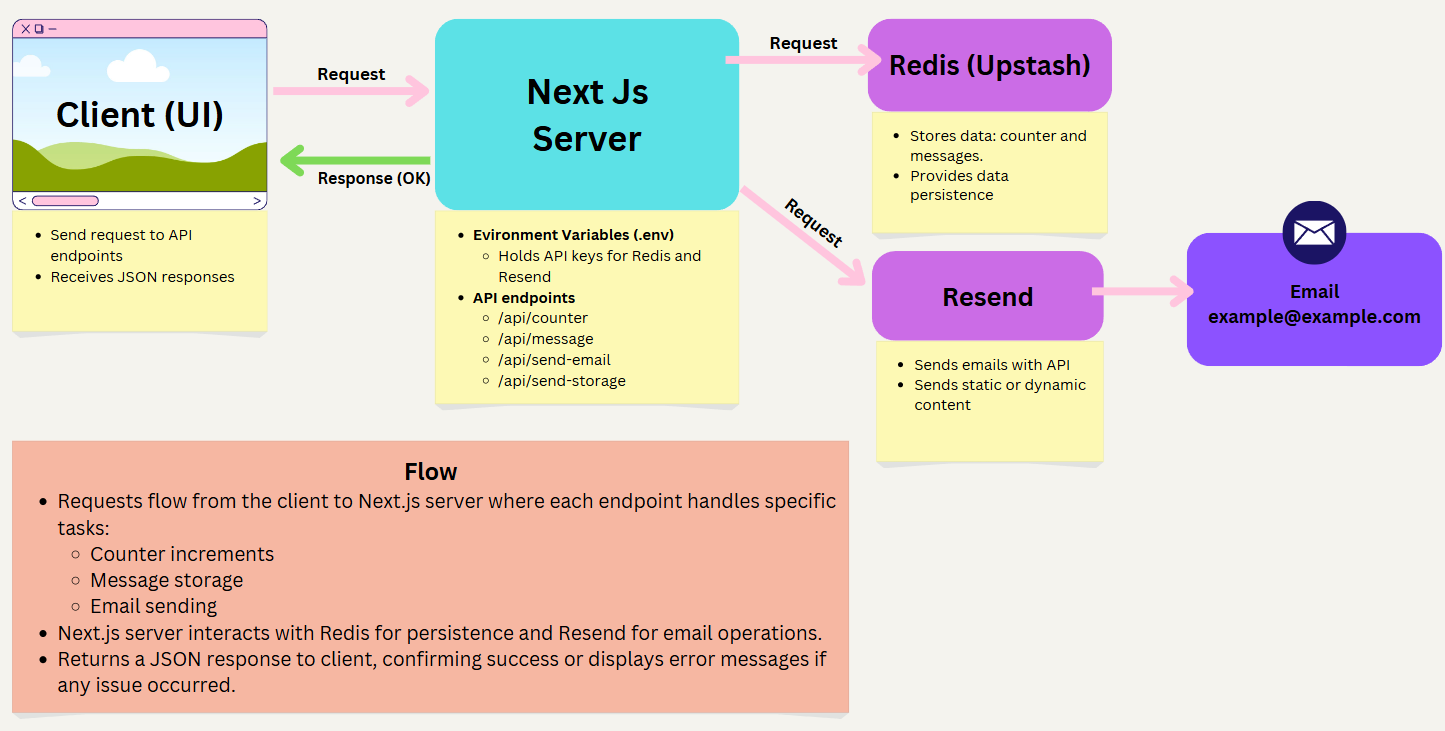 Client (UI)
• Send request to API
endpoints
• Receives JSON responses
Request
Response (OK)
Next Js
Server
• Evironment Variables (.env)
○ Holds API keys for Redis and
Resend
• API endpoints
○ /api/counter
○ /api/message
○ /api/send-email
○ /api/send-storage
Request
Redis (Upstash)
• Stores data: counter and
messages.
• Provides data
persistence
Request
Resend
• Sends emails with API
• Sends static or dynamic
content
Email
example@example.com
Flow
• Requests flow from the client to Next.js server where each endpoint handles specific
tasks:
○ Counter increments
○ Message storage
○ Email sending
• Next.js server interacts with Redis for persistence and Resend for email operations.
• Returns a JSON response to client, confirming success or displays error messages if
any issue occurred.